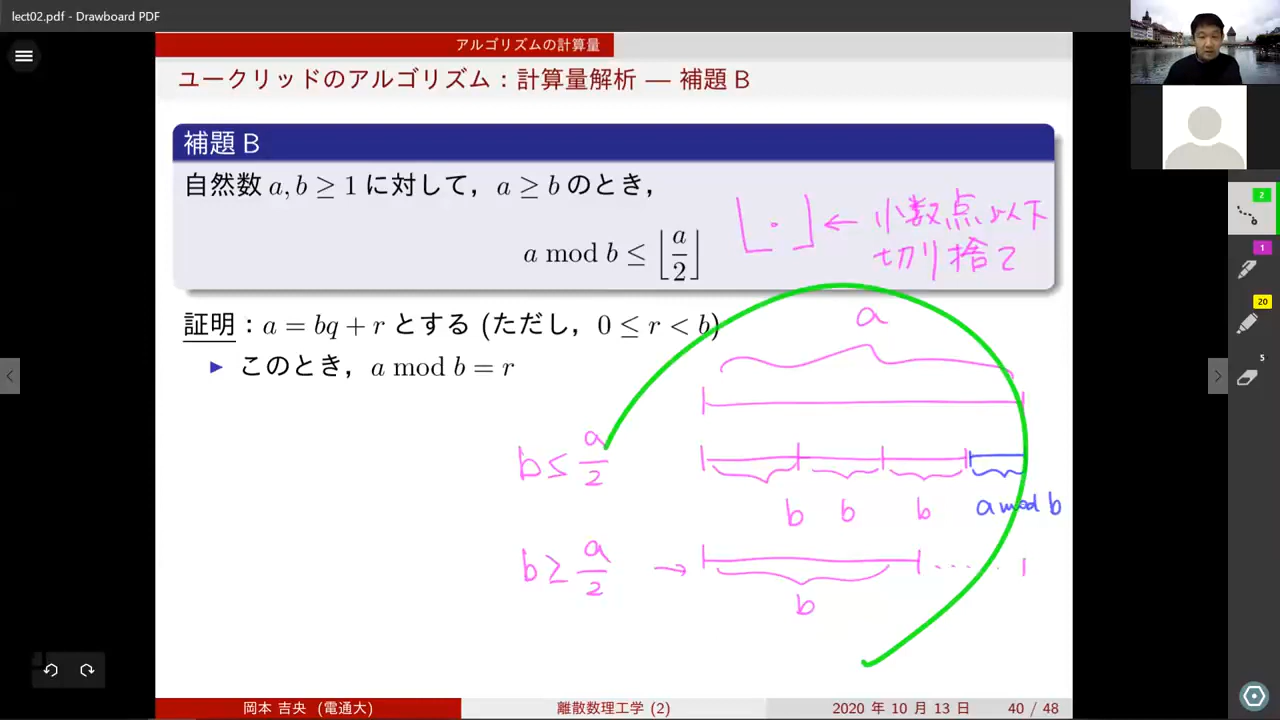 lect02.pdf - Drawboard PDF
アルゴリズムの計算量
ユークリッドのアルゴリズム：計算量解析 — 補題 B
補題 B
自然数 a, b ≥ 1 に対して，a ≥ b のとき，
a mod b ≤ ⌊a/2⌋
⌊・⌋ ← 小数点以下
切り捨て
証明：a = bq + r とする (ただし，0 ≤ r < b)
▶ このとき，a mod b = r
a
b ≤ a/2
b b b a mod b
b ≥ a/2 →
b
岡本 吉央 (電通大) 離散数理工学 (2) 2020 年 10 月 13 日 40 / 48
2
1
20
5